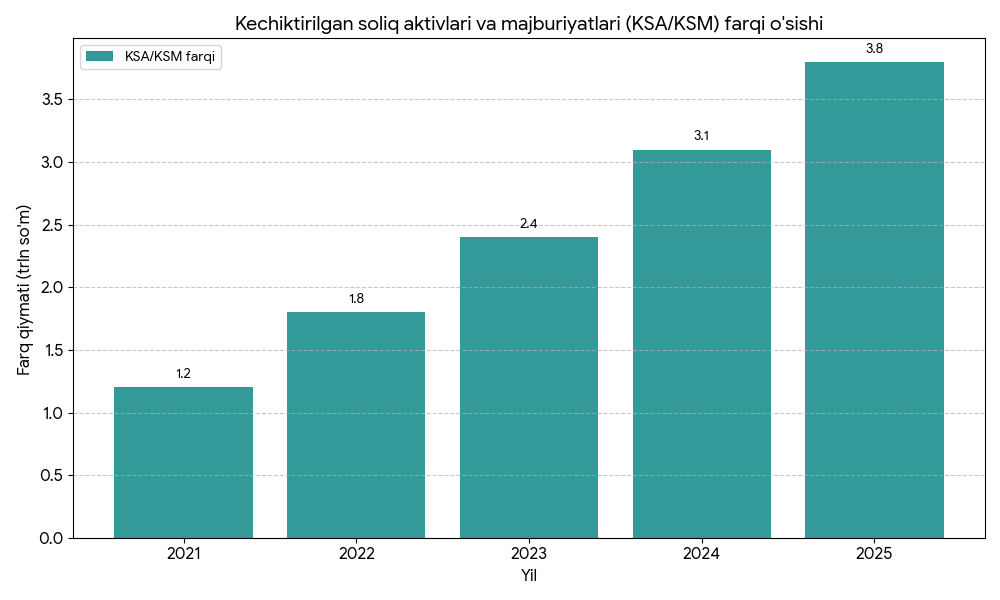 Kechiktirilgan soliq aktivlari va majburiyatlari (KSA/KSM) farqi o'sishi
KSA/KSM farqi
3.8
3.1
2.4
1.8
1.2
3.5
3.0
2.5
2.0
1.5
1.0
0.5
0.0
Farq qiymati (trln so'm)
2021 2022 2023 2024 2025
Yil